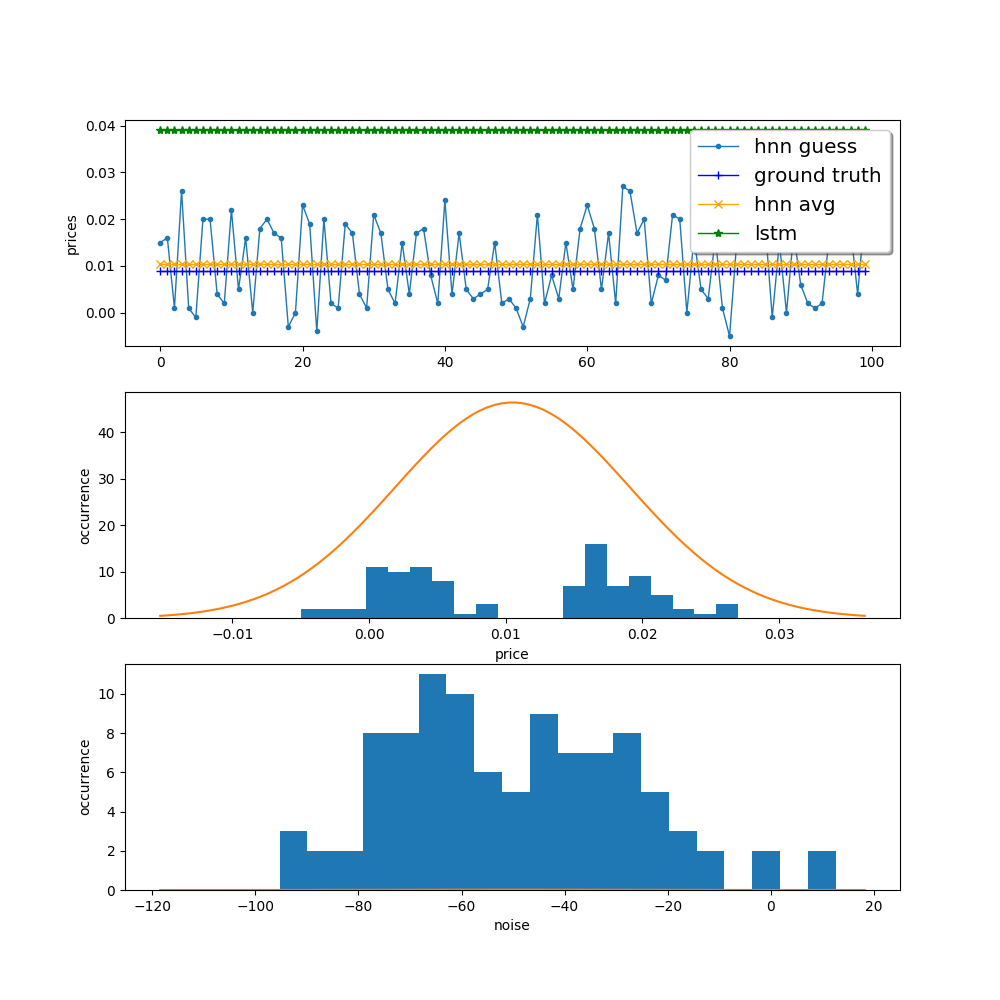 0.04
0.03
0.02
0.01
0.00
prices
hnn guess
ground truth
hnn avg
lstm
0 20 40 60 80 100
40
30
20
10
0
occurrence
−0.01 0.00 0.01 0.02 0.03
price
10
8
6
4
2
0
occurrence
−120 −100 −80 −60 −40 −20 0 20
noise